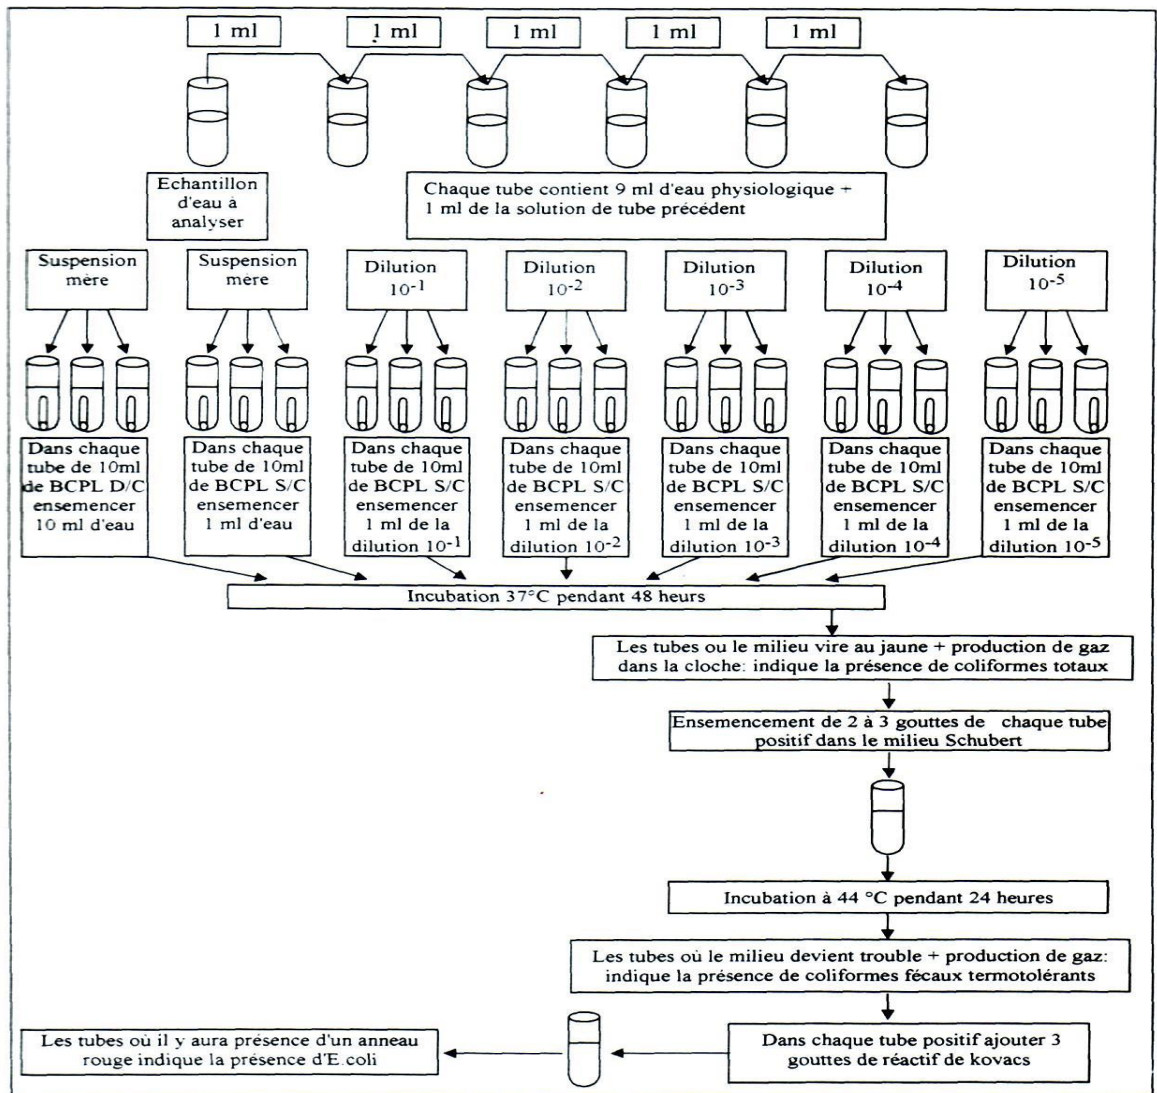 1 ml
1 ml
1 ml
1 ml
1 ml
Echantillon
d'eau à
analyser
Chaque tube contient 9 ml d'eau physiologique +
1 ml de la solution de tube précédent
Suspension
mère
Suspension
mère
Dilution
10-1
Dilution
10-2
Dilution
10-3
Dilution
10-4
Dilution
10-5
Dans chaque
tube de 10ml
de BCPL D/C
ensemencer
10 ml d'eau
Dans chaque
tube de 10ml
de BCPL S/C
ensemencer
1 ml d'eau
Dans chaque
tube de 10ml
de BCPL S/C
ensemencer
1 ml de la
dilution 10-1
Dans chaque
tube de 10ml
de BCPL S/C
ensemencer
1 ml de la
dilution 10-2
Dans chaque
tube de 10ml
de BCPL S/C
ensemencer
1 ml de la
dilution 10-3
Dans chaque
tube de 10ml
de BCPL S/C
ensemencer
1 ml de la
dilution 10-4
Dans chaque
tube de 10ml
de BCPL S/C
ensemencer
1 ml de la
dilution 10-5
Incubation 37°C pendant 48 heurs
Les tubes ou le milieu vire au jaune + production de gaz
dans la cloche: indique la présence de coliformes totaux
Ensemencement de 2 à 3 gouttes de chaque tube
positif dans le milieu Schubert
Incubation à 44 °C pendant 24 heures
Les tubes où le milieu devient trouble + production de gaz:
indique la présence de coliformes fécaux termotolérants
Dans chaque tube positif ajouter 3
gouttes de réactif de kovacs
Les tubes où il y aura présence d'un anneau
rouge indique la présence d'E.coli